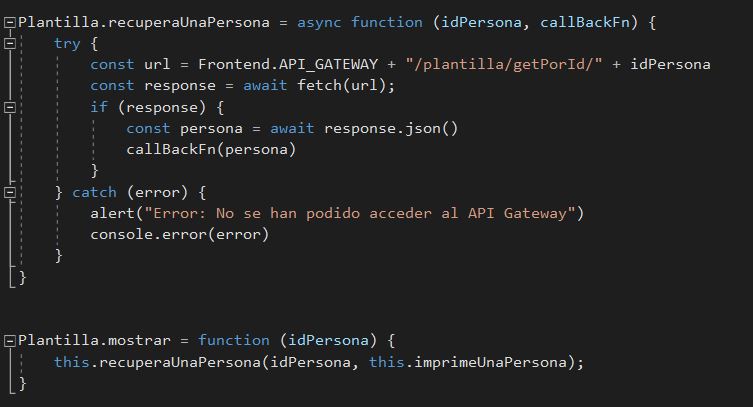 Plantilla.recuperaUnaPersona = async function (idPersona, callBackFn) {
    try {
        const url = Frontend.API_GATEWAY + "/plantilla/getPorId/" + idPersona
        const response = await fetch(url);
        if (response) {
            const persona = await response.json()
            callBackFn(persona)
        }
    } catch (error) {
        alert("Error: No se han podido acceder al API Gateway")
        console.error(error)
    }
}

Plantilla.mostrar = function (idPersona) {
    this.recuperaUnaPersona(idPersona, this.imprimeUnaPersona);
}